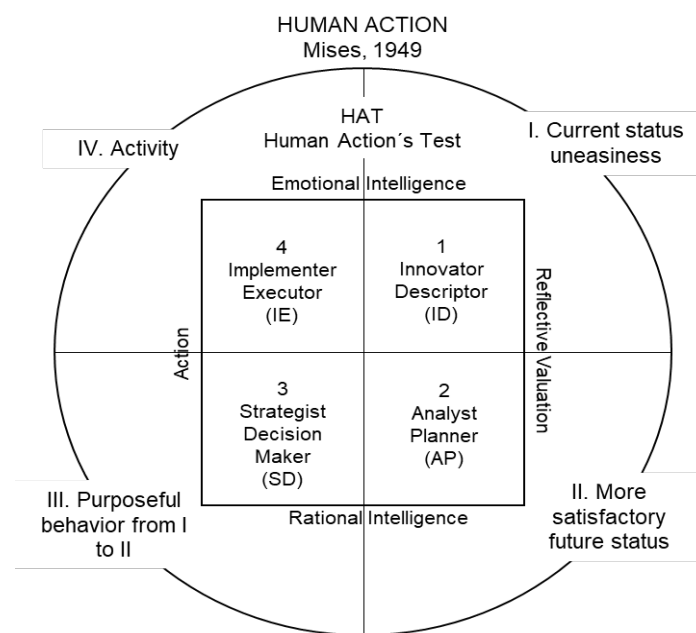 HUMAN ACTION
Mises, 1949
HAT
Human Action´s Test
IV. Activity
I. Current status
uneasiness
Emotional Intelligence
4
Implementer
Executor
(IE)
1
Innovator
Descriptor
(ID)
Action
Reflective Valuation
3
Strategist
Decision
Maker
(SD)
2
Analyst
Planner
(AP)
Rational Intelligence
III. Purposeful
behavior from I
to II
II. More
satisfactory
future status